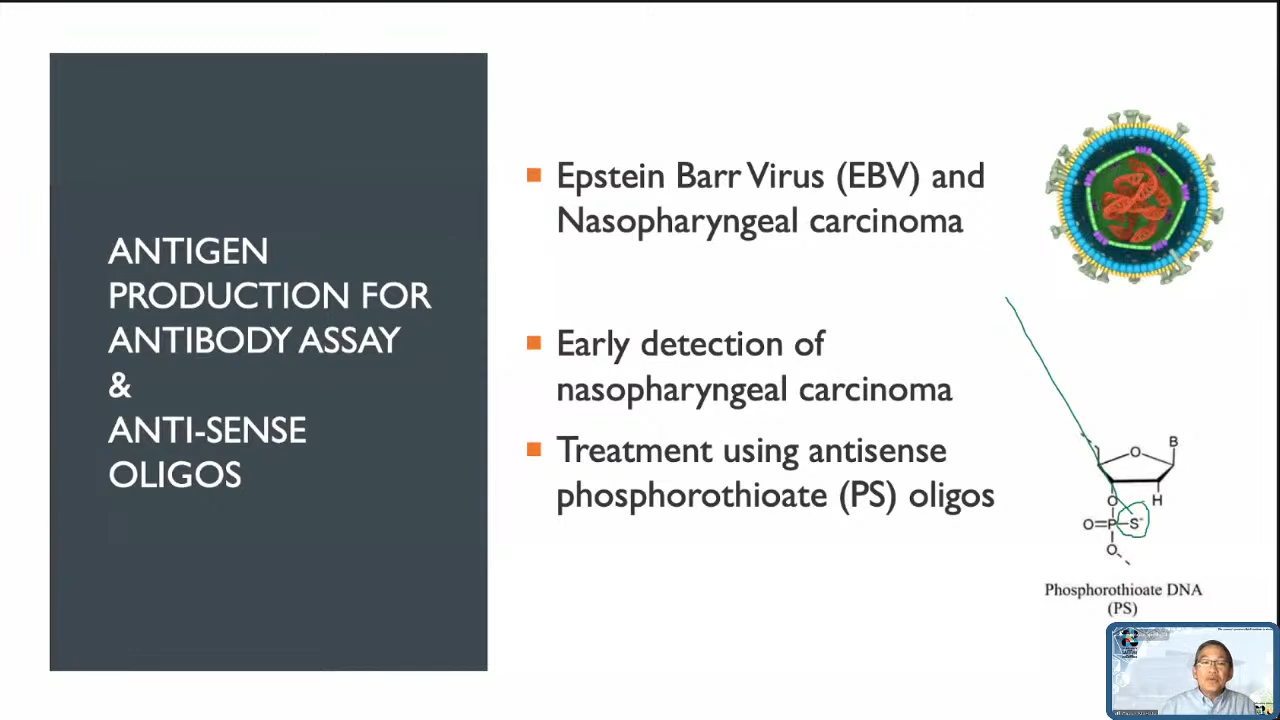 ANTIGEN
PRODUCTION FOR
ANTIBODY ASSAY
&
ANTI-SENSE
OLIGOS
Epstein Barr Virus (EBV) and
Nasopharyngeal carcinoma
Early detection of
nasopharyngeal carcinoma
Treatment using antisense
phosphorothioate (PS) oligos
B
O
O
H
O=P–S⁻
O
Phosphorothioate DNA
(PS)